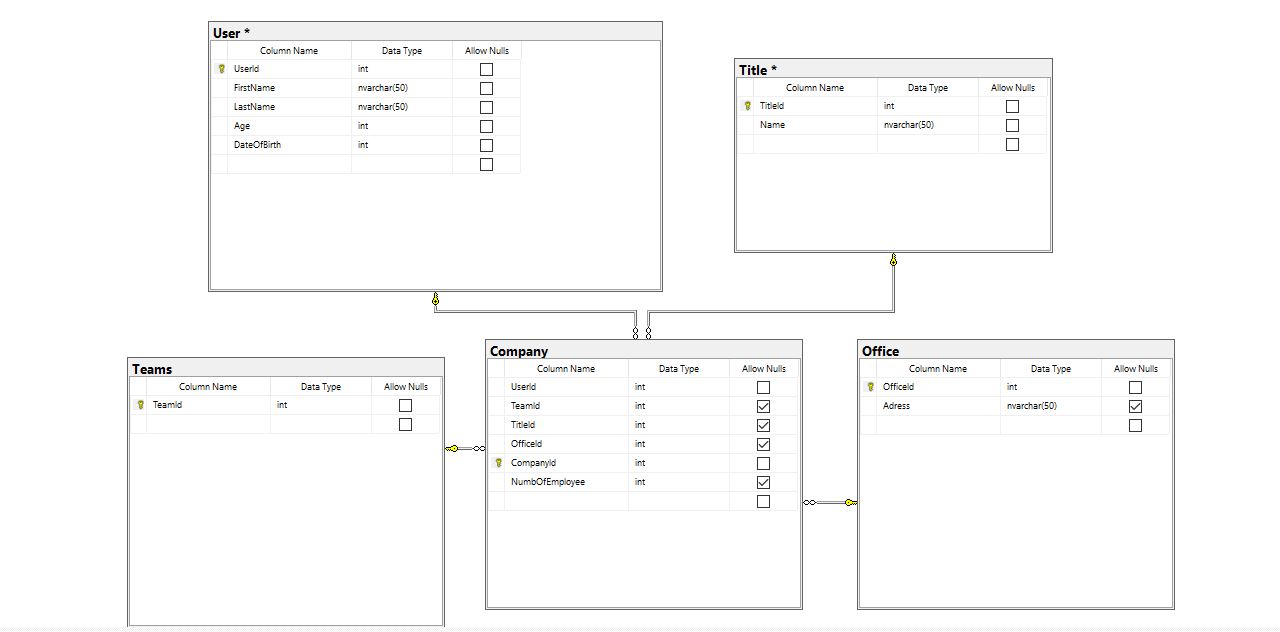 User *
Column Name Data Type Allow Nulls
UserId int
FirstName nvarchar(50)
LastName nvarchar(50)
Age int
DateOfBirth int
Title *
Column Name Data Type Allow Nulls
TitleId int
Name nvarchar(50)
Teams
Column Name Data Type Allow Nulls
TeamId int
Company
Column Name Data Type Allow Nulls
UserId int
TeamId int
TitleId int
OfficeId int
CompanyId int
NumbOfEmployee int
Office
Column Name Data Type Allow Nulls
OfficeId int
Adress nvarchar(50)